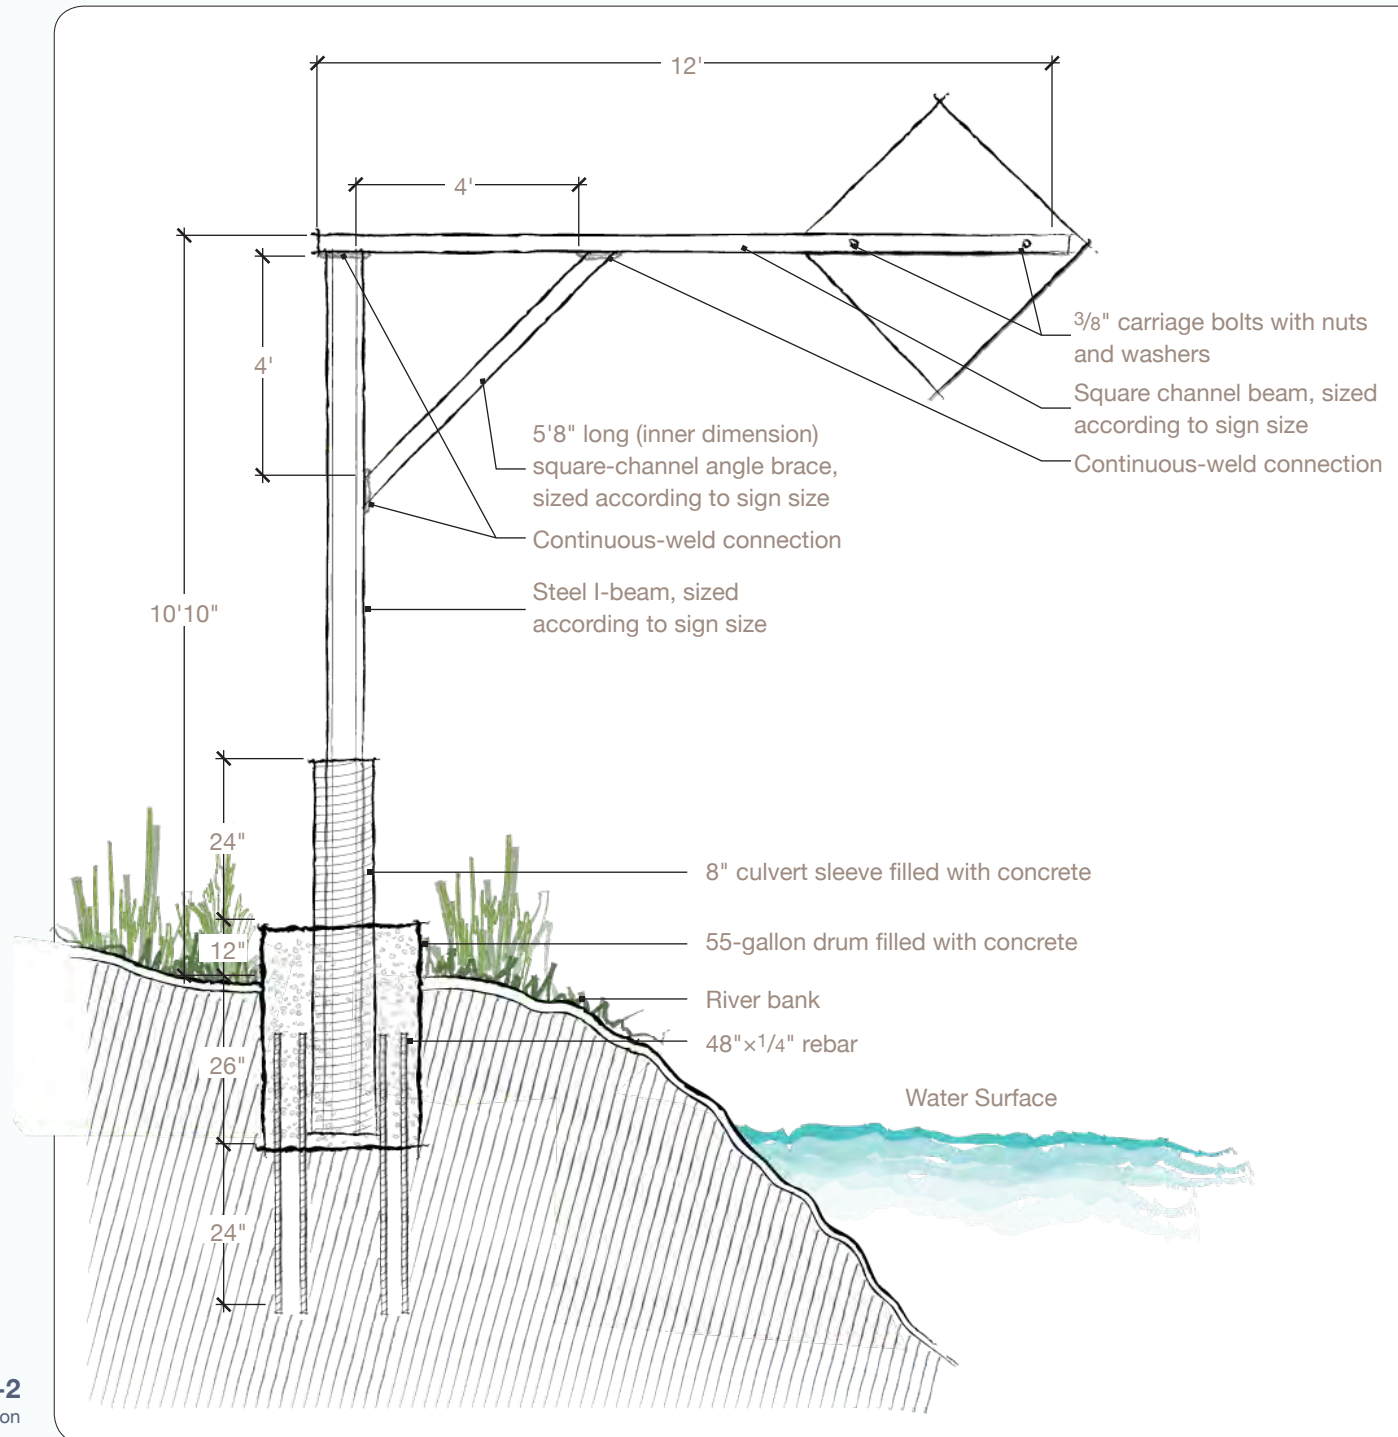 12'
4'
4'
3/8" carriage bolts with nuts
and washers
Square channel beam, sized
according to sign size
Continuous-weld connection
5'8" long (inner dimension)
square-channel angle brace,
sized according to sign size
Continuous-weld connection
Steel I-beam, sized
according to sign size
10'10"
24"
8" culvert sleeve filled with concrete
12"
55-gallon drum filled with concrete
River bank
48"×1/4" rebar
26"
Water Surface
24"
-2
on